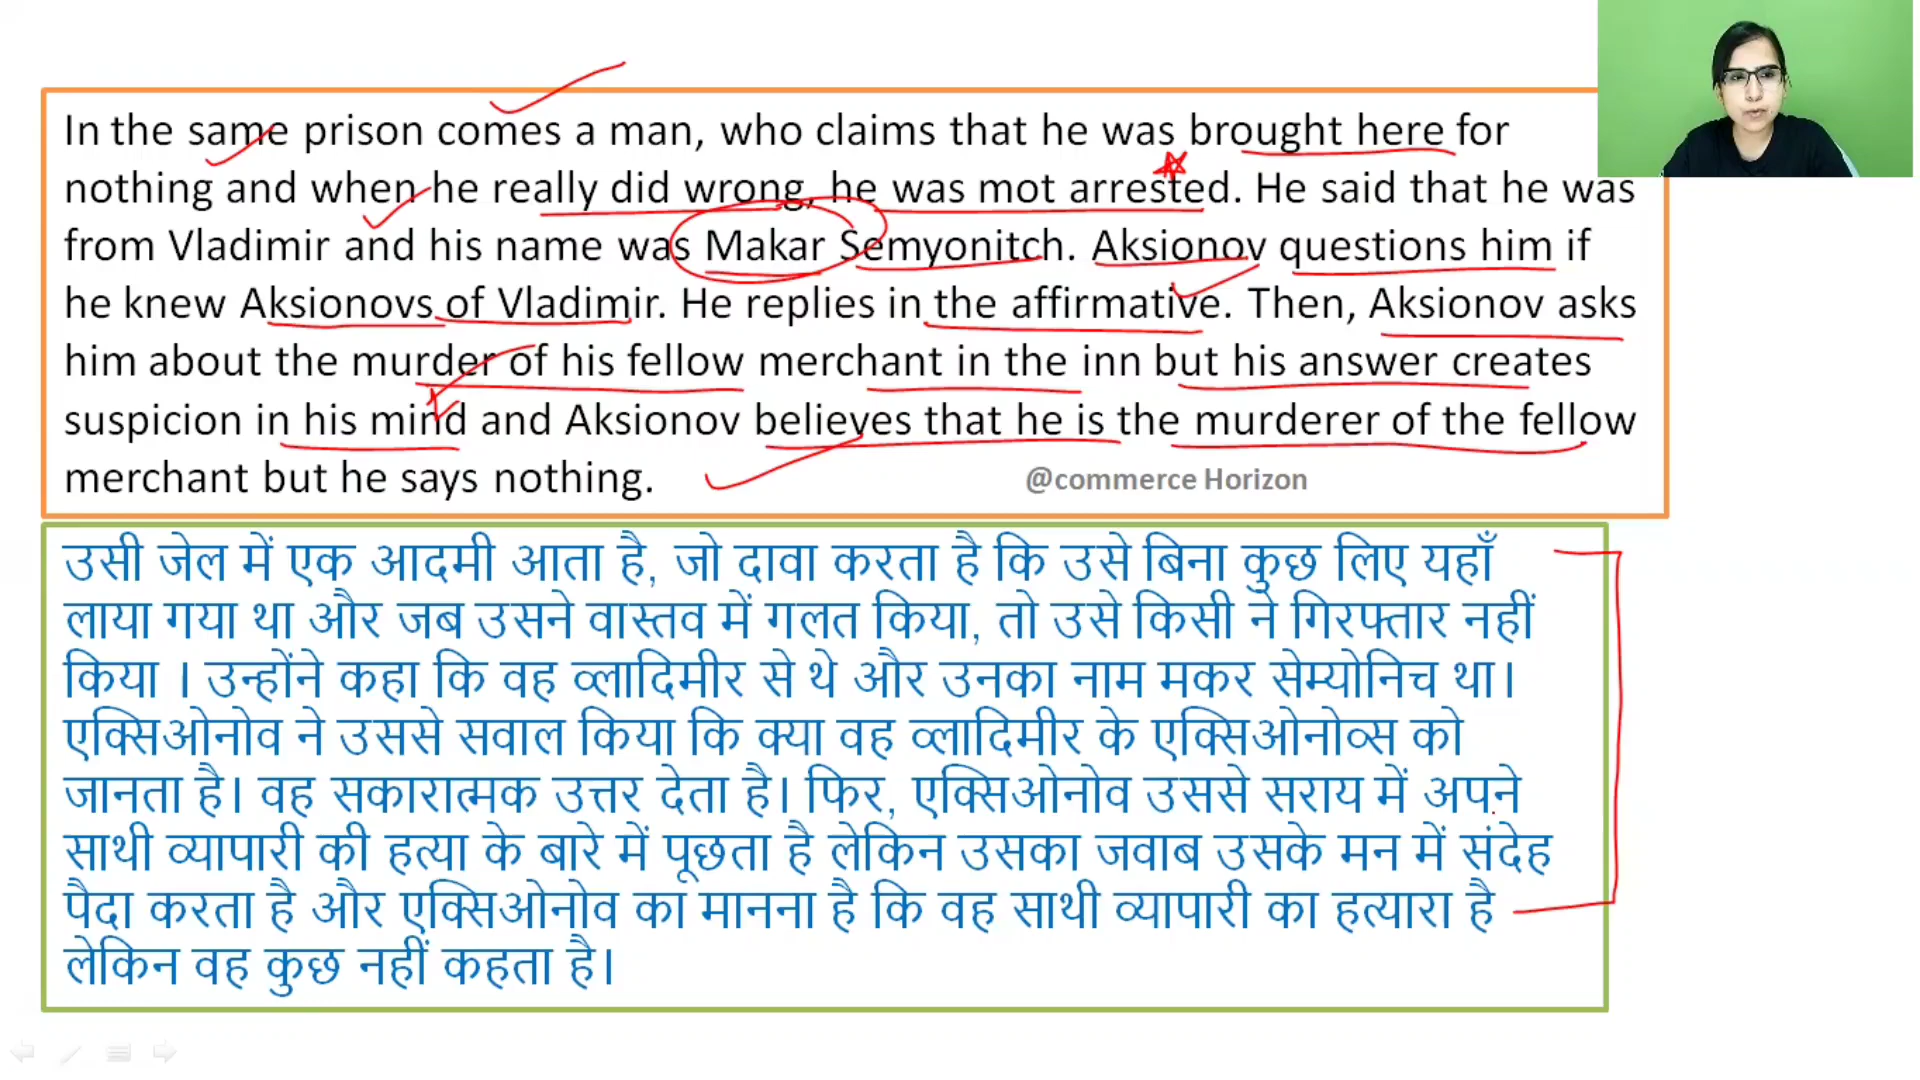 In the same prison comes a man, who claims that he was brought here for
nothing and when he really did wrong, he was mot arrested. He said that he was
from Vladimir and his name was Makar Semyonitch. Aksionov questions him if
he knew Aksionovs of Vladimir. He replies in the affirmative. Then, Aksionov asks
him about the murder of his fellow merchant in the inn but his answer creates
suspicion in his mind and Aksionov believes that he is the murderer of the fellow
merchant but he says nothing.
@commerce Horizon
उसी जेल में एक आदमी आता है, जो दावा करता है कि उसे बिना कुछ लिए यहाँ
लाया गया था और जब उसने वास्तव में गलत किया, तो उसे किसी ने गिरफ्तार नहीं
किया । उन्होंने कहा कि वह व्लादिमीर से थे और उनका नाम मकर सेम्योनिच था।
एक्सिओनोव ने उससे सवाल किया कि क्या वह व्लादिमीर के एक्सिओनोव्स को
जानता है। वह सकारात्मक उत्तर देता है। फिर, एक्सिओनोव उससे सराय में अपने
साथी व्यापारी की हत्या के बारे में पूछता है लेकिन उसका जवाब उसके मन में संदेह
पैदा करता है और एक्सिओनोव का मानना है कि वह साथी व्यापारी का हत्यारा है
लेकिन वह कुछ नहीं कहता है।